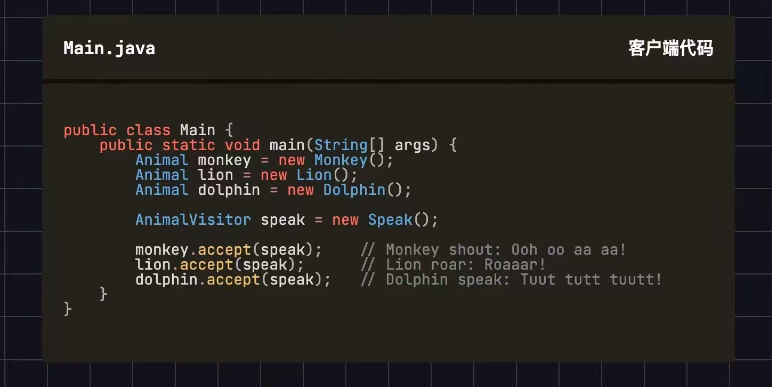 Main.java 客户端代码
public class Main {
    public static void main(String[] args) {
        Animal monkey = new Monkey();
        Animal lion = new Lion();
        Animal dolphin = new Dolphin();
        AnimalVisitor speak = new Speak();
        monkey.accept(speak);    // Monkey shout: Ooh oo aa aa!
        lion.accept(speak);      // Lion roar: Roaaar!
        dolphin.accept(speak);   // Dolphin speak: Tuut tutt tuutt!
    }
}